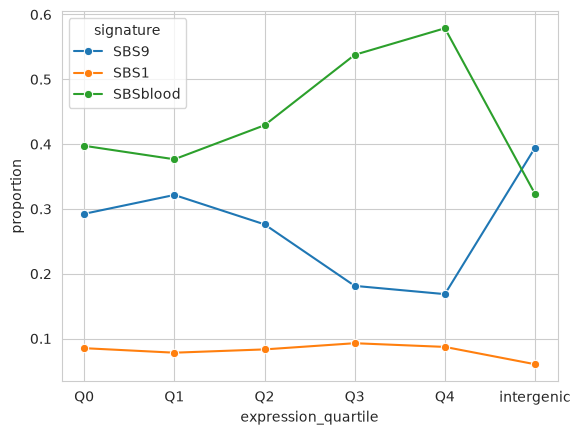 signature
SBS9
SBS1
SBSblood
0.6
0.5
0.4
0.3
0.2
0.1
proportion
Q0 Q1 Q2 Q3 Q4 intergenic
expression_quartile